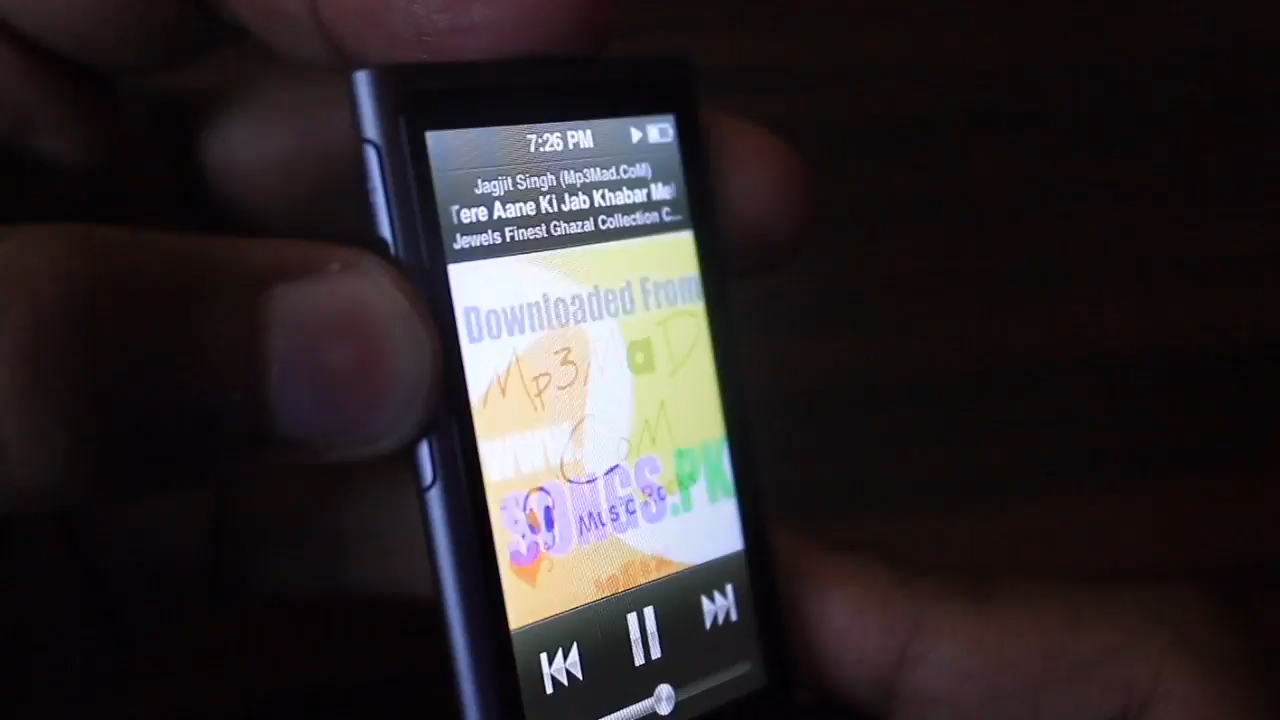 7:26 PM
Jagjit Singh (Mp3Mad.CoM)
Tere Aane Ki Jab Khabar Me
Jewels Finest Ghazal Collection C...
Downloaded From
Mp3MaD
www.
CoM
SONGS.PK
Music